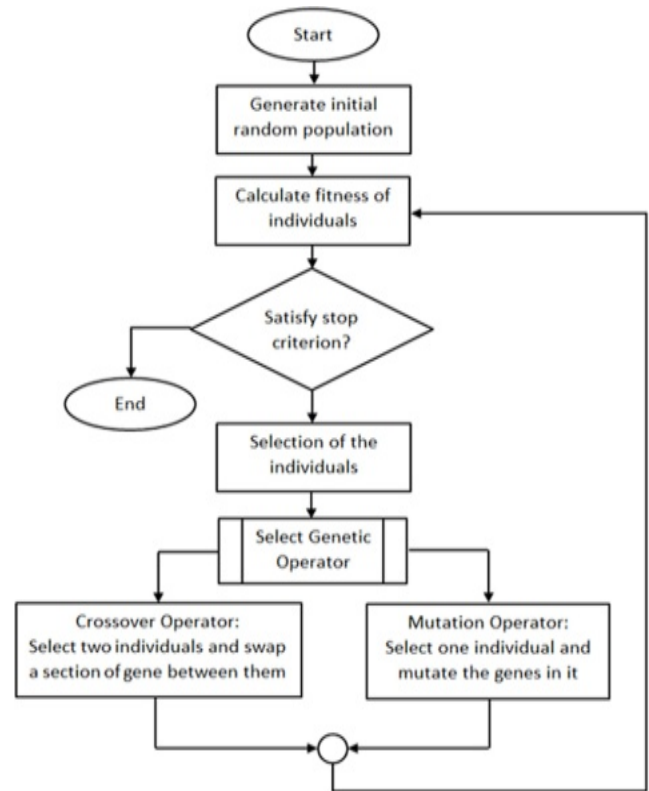 Start
Generate initial
random population
Calculate fitness of
individuals
Satisfy stop
criterion?
End
Selection of the
individuals
Select Genetic
Operator
Crossover Operator:
Select two individuals and swap
a section of gene between them
Mutation Operator:
Select one individual and
mutate the genes in it